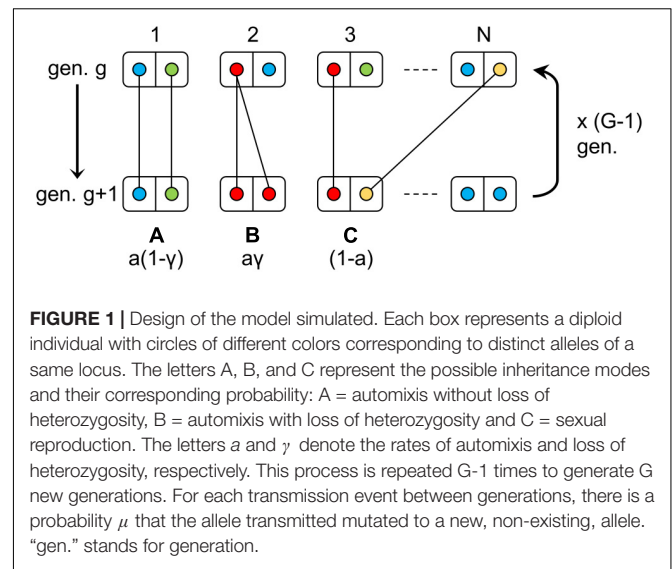 1 2 3 N
gen. g
x (G-1)
gen.
gen. g+1
A B C
a(1-γ) aγ (1-a)
FIGURE 1 | Design of the model simulated. Each box represents a diploid
individual with circles of different colors corresponding to distinct alleles of a
same locus. The letters A, B, and C represent the possible inheritance modes
and their corresponding probability: A = automixis without loss of
heterozygosity, B = automixis with loss of heterozygosity and C = sexual
reproduction. The letters a and γ denote the rates of automixis and loss of
heterozygosity, respectively. This process is repeated G-1 times to generate G
new generations. For each transmission event between generations, there is a
probability μ that the allele transmitted mutated to a new, non-existing, allele.
“gen.” stands for generation.